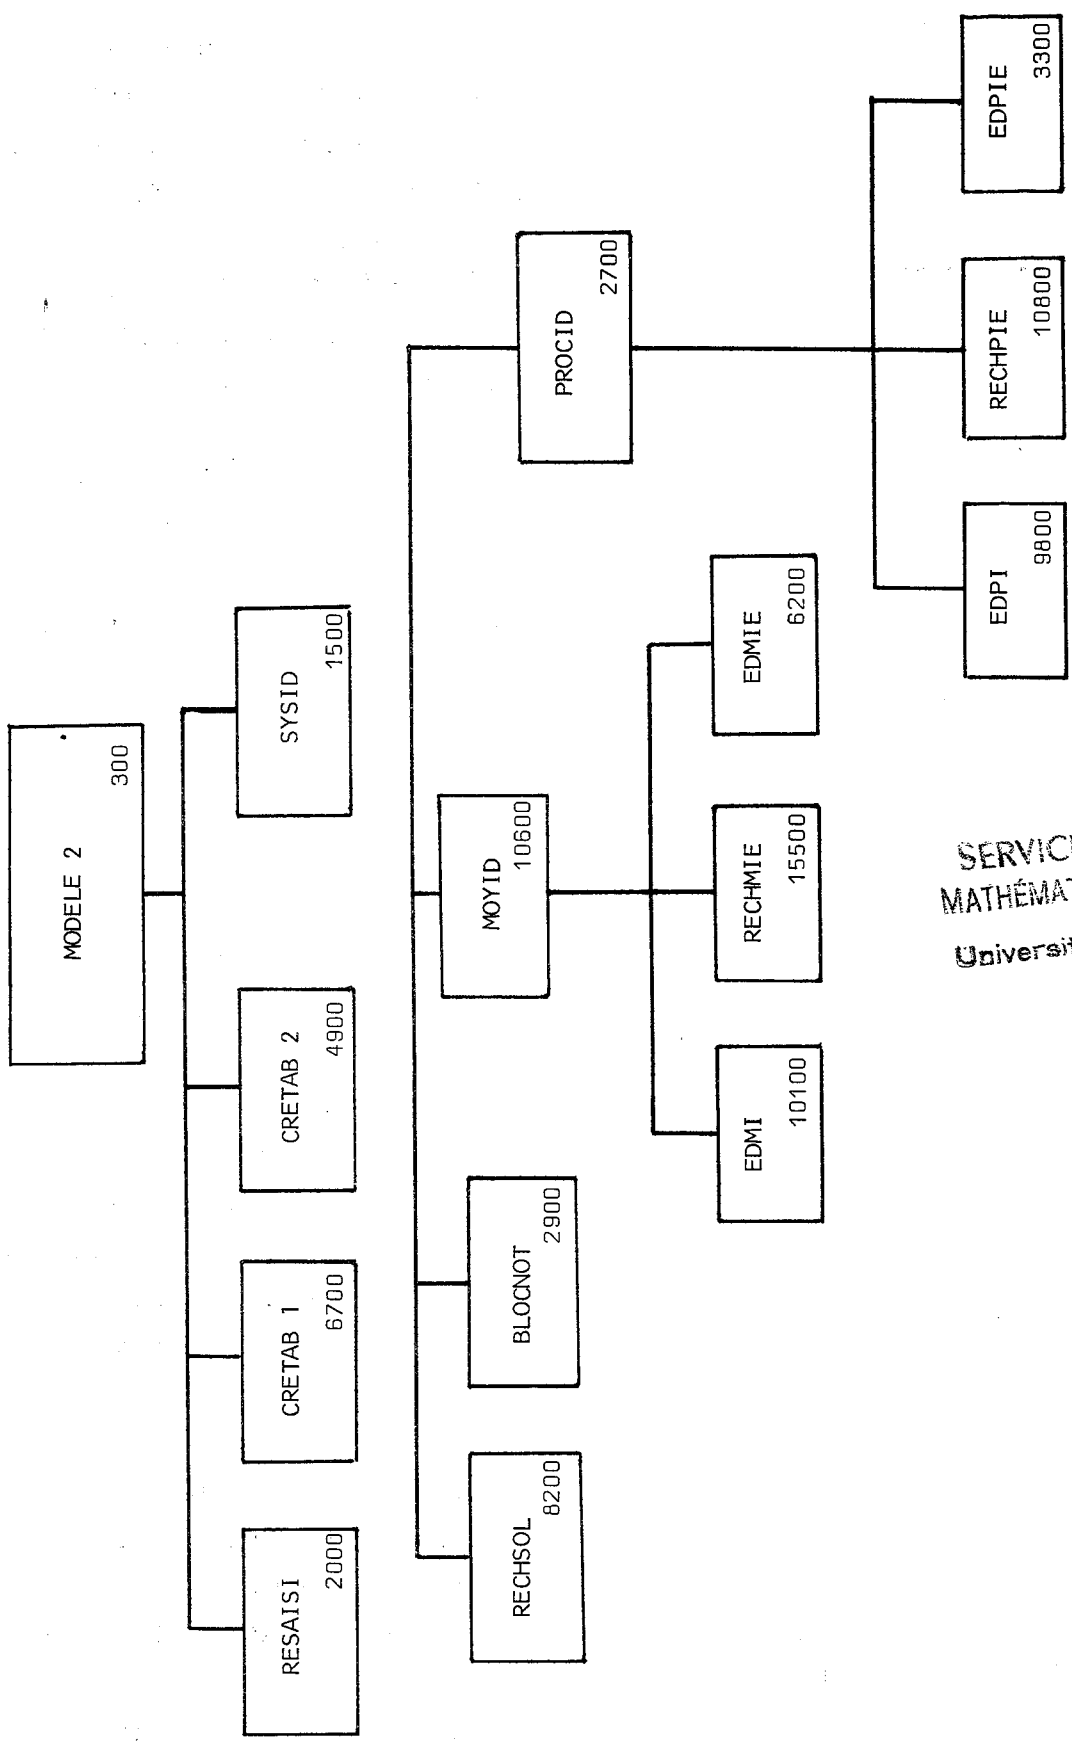 MODELE 2
300
RESAISI
2000
CRETAB 1
6700
CRETAB 2
4900
SYSID
1500
RECHSOL
8200
BLOCNOT
2900
MOYID
10600
PROCID
2700
EDMI
10100
RECHMIE
15500
EDMIE
6200
EDPI
9800
RECHPIE
10800
EDPIE
3300